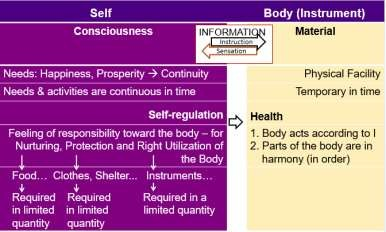 Self
Body (Instrument)
Consciousness
INFORMATION
Instruction
Sensation
Material
Needs: Happiness, Prosperity → Continuity
Physical Facility
Needs & activities are continuous in time
Temporary in time
Self-regulation
Health
Feeling of responsibility toward the body – for
Nurturing, Protection and Right Utilization of
the Body
1. Body acts according to I
2. Parts of the body are
in harmony (in order)
Food… Clothes, Shelter... Instruments…
Required
in limited
quantity
Required
in limited
quantity
Required in a
limited quantity